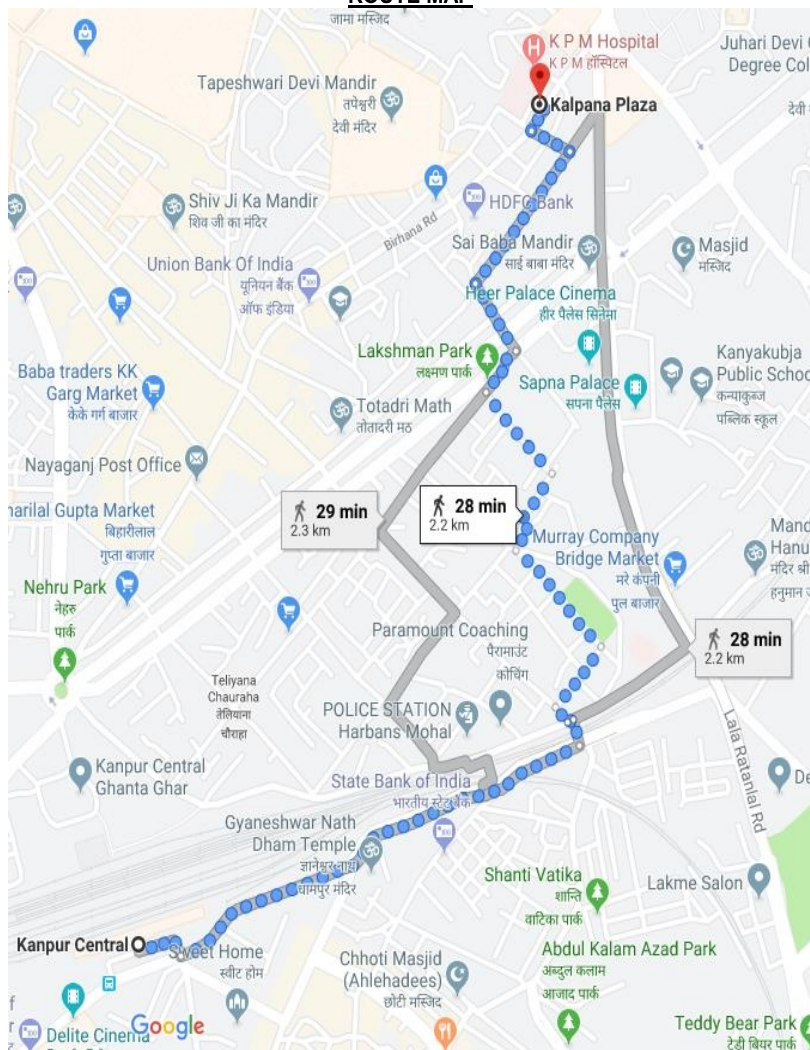 ROUTE MAP
जामा मस्जिद
K P M Hospital
K P M हॉस्पिटल
Juhari Devi
Degree Col
देवी
Tapeshwari Devi Mandir
तपेश्वरी
देवी मंदिर
Kalpana Plaza
Shiv Ji Ka Mandir
शिव जी का मंदिर
HDFC Bank
Birhana Rd
Sai Baba Mandir
साई बाबा मंदिर
Masjid
मस्जिद
Union Bank Of India
यूनियन बैंक
ऑफ इंडिया
Heer Palace Cinema
हीर पैलेस सिनेमा
Lakshman Park
लक्ष्मण पार्क
Kanyakubja
Public Schoo
कन्याकुब्ज
पब्लिक स्कूल
Baba traders KK
Garg Market
केके गर्ग बाजार
Sapna Palace
सपना पैलेस
Totadri Math
तोतादरी मठ
Nayaganj Post Office
29 min
2.3 km
28 min
2.2 km
harilal Gupta Market
बिहारीलाल
गुप्ता बाजार
Murray Company
Bridge Market
मरे कंपनी
पुल बाजार
Mand
Hanu
मंदिर श्री
हनुमान
Nehru Park
नेहरु
पार्क
Paramount Coaching
पैरामाउंट
कोचिंग
28 min
2.2 km
Teliyana
Chauraha
तेलियाना
चौराहा
POLICE STATION
Harbans Mohal
Lala Ratanlal Rd
Kanpur Central
Ghanta Ghar
State Bank of India
भारतीय स्टेट बैंक
De
Gyaneshwar Nath
Dham Temple
ज्ञानेश्वर नाथ
धामपुर मंदिर
Shanti Vatika
शान्ति
वाटिका पार्क
Lakme Salon
Kanpur Central
Sweet Home
स्वीट होम
Chhoti Masjid
(Ahlehadees)
छोटी मस्जिद
Abdul Kalam Azad Park
अब्दुल कलाम
आजाद पार्क
Delite Cinema
Google
Teddy Bear Park
टेडी बियर पार्क